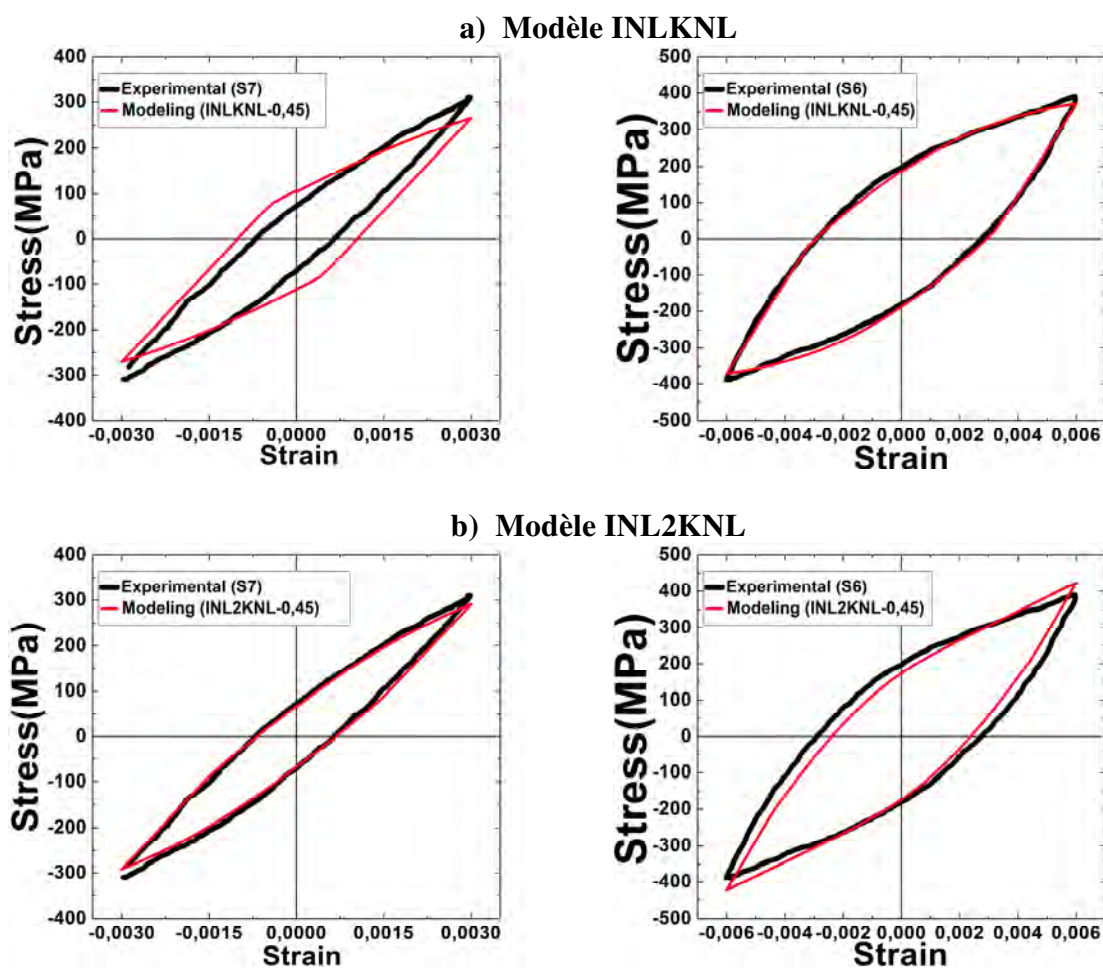 a) Modèle INLKNL
400
300
200
100
0
-100
-200
-300
-400
Stress(MPa)
Experimental (S7)
Modeling (INLKNL-0,45)
-0,0030 -0,0015 0,0000 0,0015 0,0030
Strain
500
400
300
200
100
0
-100
-200
-300
-400
-500
Stress(MPa)
Experimental (S6)
Modeling (INLKNL-0,45)
-0,006 -0,004 -0,002 0,000 0,002 0,004 0,006
Strain
b) Modèle INL2KNL
400
300
200
100
0
-100
-200
-300
-400
Stress(MPa)
Experimental (S7)
Modeling (INL2KNL-0,45)
-0,0030 -0,0015 0,0000 0,0015 0,0030
Strain
500
400
300
200
100
0
-100
-200
-300
-400
-500
Stress(MPa)
Experimental (S6)
Modeling (INL2KNL-0,45)
-0,006 -0,004 -0,002 0,000 0,002 0,004 0,006
Strain